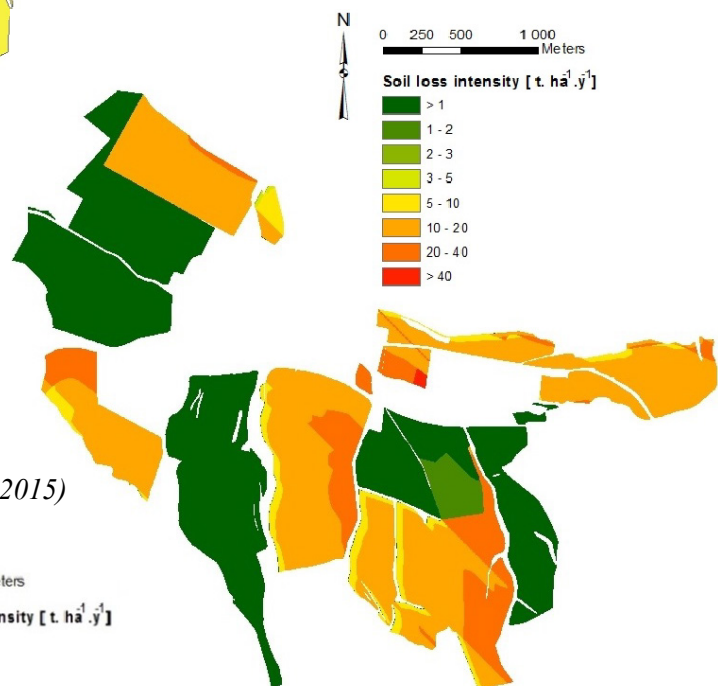 N
0 250 500 1 000
Meters
Soil loss intensity [ t. ha⁻¹.y⁻¹]
> 1
1 - 2
2 - 3
3 - 5
5 - 10
10 - 20
20 - 40
> 40
2015)
ters
nsity [ t. ha⁻¹.y⁻¹]